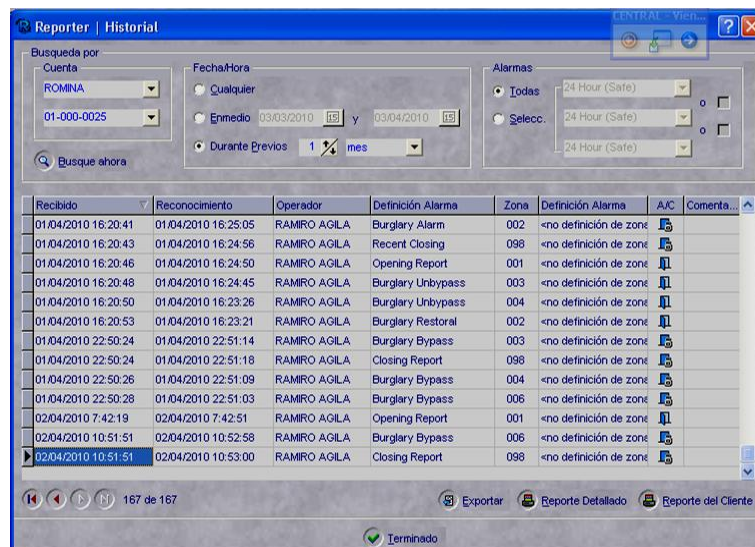 Reporter | Historial
CENTRAL - Vien...
Busqueda por
Cuenta
ROMINA
01-000-0025
Busque ahora
Fecha/Hora
Cualquier
Enmedio 03/03/2010 15 y 03/04/2010 15
Durante Previos 1 mes
Alarmas
Todas
Selecc.
24 Hour (Safe)
o
24 Hour (Safe)
o
24 Hour (Safe)
Recibido Reconocimiento Operador Definición Alarma Zona Definición Alarma A/C Comenta...
01/04/2010 16:20:41 01/04/2010 16:25:05 RAMIRO AGILA Burglary Alarm 002 <no definición de zona
01/04/2010 16:20:43 01/04/2010 16:24:56 RAMIRO AGILA Recent Closing 098 <no definición de zona
01/04/2010 16:20:46 01/04/2010 16:24:50 RAMIRO AGILA Opening Report 001 <no definición de zona
01/04/2010 16:20:48 01/04/2010 16:24:45 RAMIRO AGILA Burglary Unbypass 003 <no definición de zona
01/04/2010 16:20:50 01/04/2010 16:23:26 RAMIRO AGILA Burglary Unbypass 004 <no definición de zona
01/04/2010 16:20:53 01/04/2010 16:23:21 RAMIRO AGILA Burglary Restoral 002 <no definición de zona
01/04/2010 22:50:24 01/04/2010 22:51:14 RAMIRO AGILA Burglary Bypass 003 <no definición de zona
01/04/2010 22:50:24 01/04/2010 22:51:18 RAMIRO AGILA Closing Report 098 <no definición de zona
01/04/2010 22:50:26 01/04/2010 22:51:09 RAMIRO AGILA Burglary Bypass 004 <no definición de zona
01/04/2010 22:50:28 01/04/2010 22:51:03 RAMIRO AGILA Burglary Bypass 006 <no definición de zona
02/04/2010 7:42:19 02/04/2010 7:42:51 RAMIRO AGILA Opening Report 001 <no definición de zona
02/04/2010 10:51:51 02/04/2010 10:52:58 RAMIRO AGILA Burglary Bypass 006 <no definición de zona
02/04/2010 10:51:51 02/04/2010 10:53:00 RAMIRO AGILA Closing Report 098 <no definición de zona
167 de 167
Exportar Reporte Detallado Reporte del Cliente
Terminado